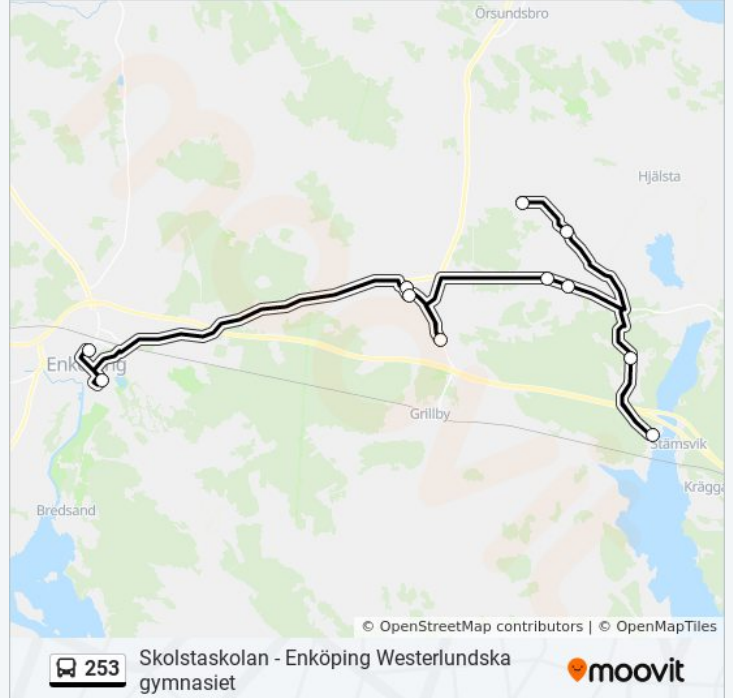 Örsundsbro
Hjälsta
Enköping
Grillby
Stämsvik
Krägga
Bredsand
© OpenStreetMap contributors | © OpenMapTiles
253
Skolstaskolan - Enköping Westerlundska
gymnasiet
moovit